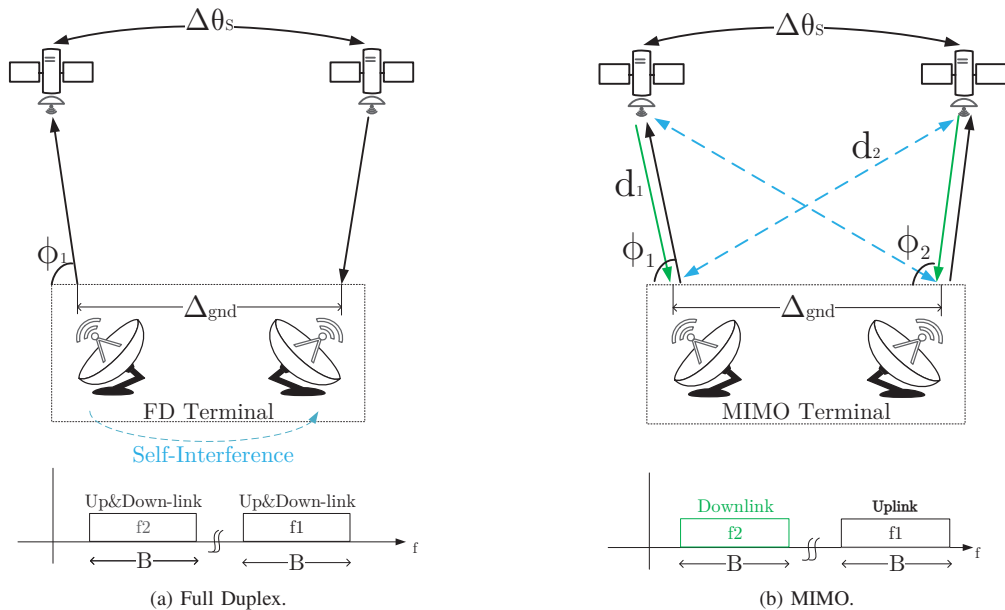 Δθs
ϕ1
Δgnd
FD Terminal
Self-Interference
Up&Down-link
Up&Down-link
f2
f1
f
B
B
(a) Full Duplex.
Δθs
d1
d2
ϕ1
ϕ2
Δgnd
MIMO Terminal
Downlink
Uplink
f2
f1
f
B
B
(b) MIMO.